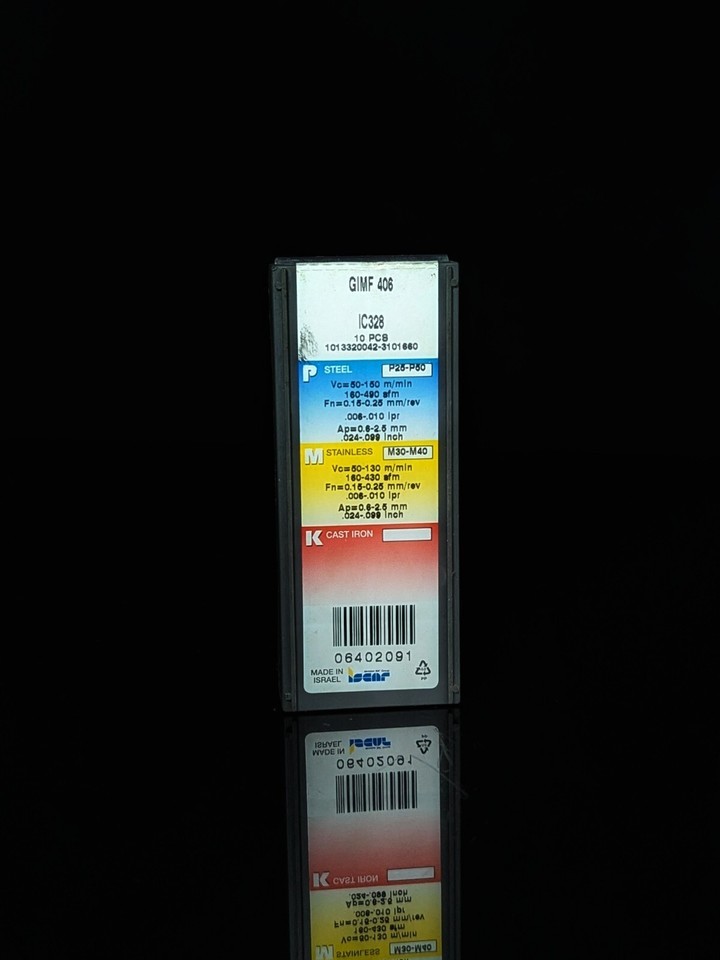 GIMF 406
IC328
10 PCS
1013320042-3101660
P STEEL P25-P50
Vc=50-150 m/min
160-490 sfm
Fn=0.15-0.25 mm/rev
.006-.010 ipr
Ap=0.6-2.5 mm
.024-.099 inch
M STAINLESS M30-M40
Vc=50-130 m/min
160-430 sfm
Fn=0.15-0.25 mm/rev
.006-.010 ipr
Ap=0.6-2.5 mm
.024-.099 inch
K CAST IRON
06402091
MADE IN
ISRAEL
iscar
PP